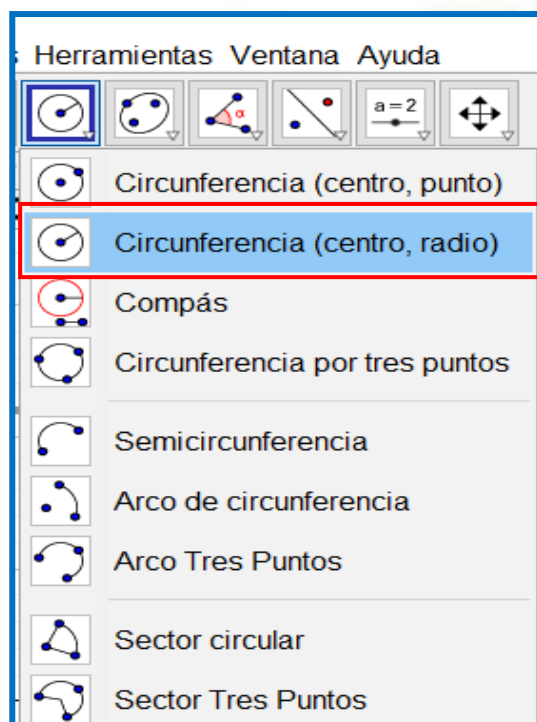 s Herramientas Ventana Ayuda
α a=2
Circunferencia (centro, punto)
Circunferencia (centro, radio)
Compás
Circunferencia por tres puntos
Semicircunferencia
Arco de circunferencia
Arco Tres Puntos
Sector circular
Sector Tres Puntos